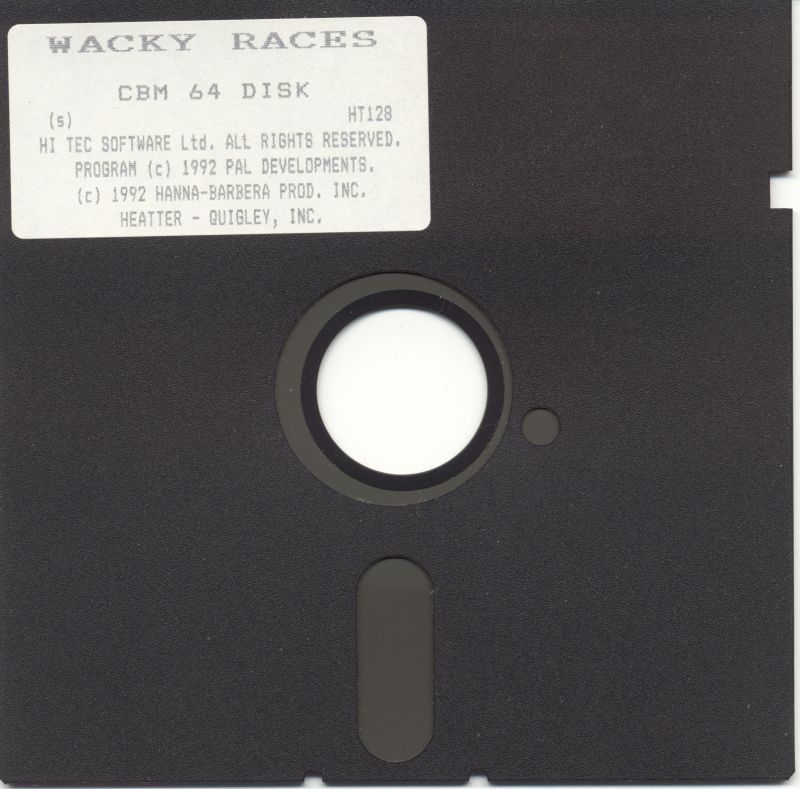 WACKY RACES
CBM 64 DISK
(s) HT128
HI TEC SOFTWARE Ltd. ALL RIGHTS RESERVED.
PROGRAM (c) 1992 PAL DEVELOPMENTS.
(c) 1992 HANNA-BARBERA PROD. INC.
HEATTER - QUIGLEY, INC.